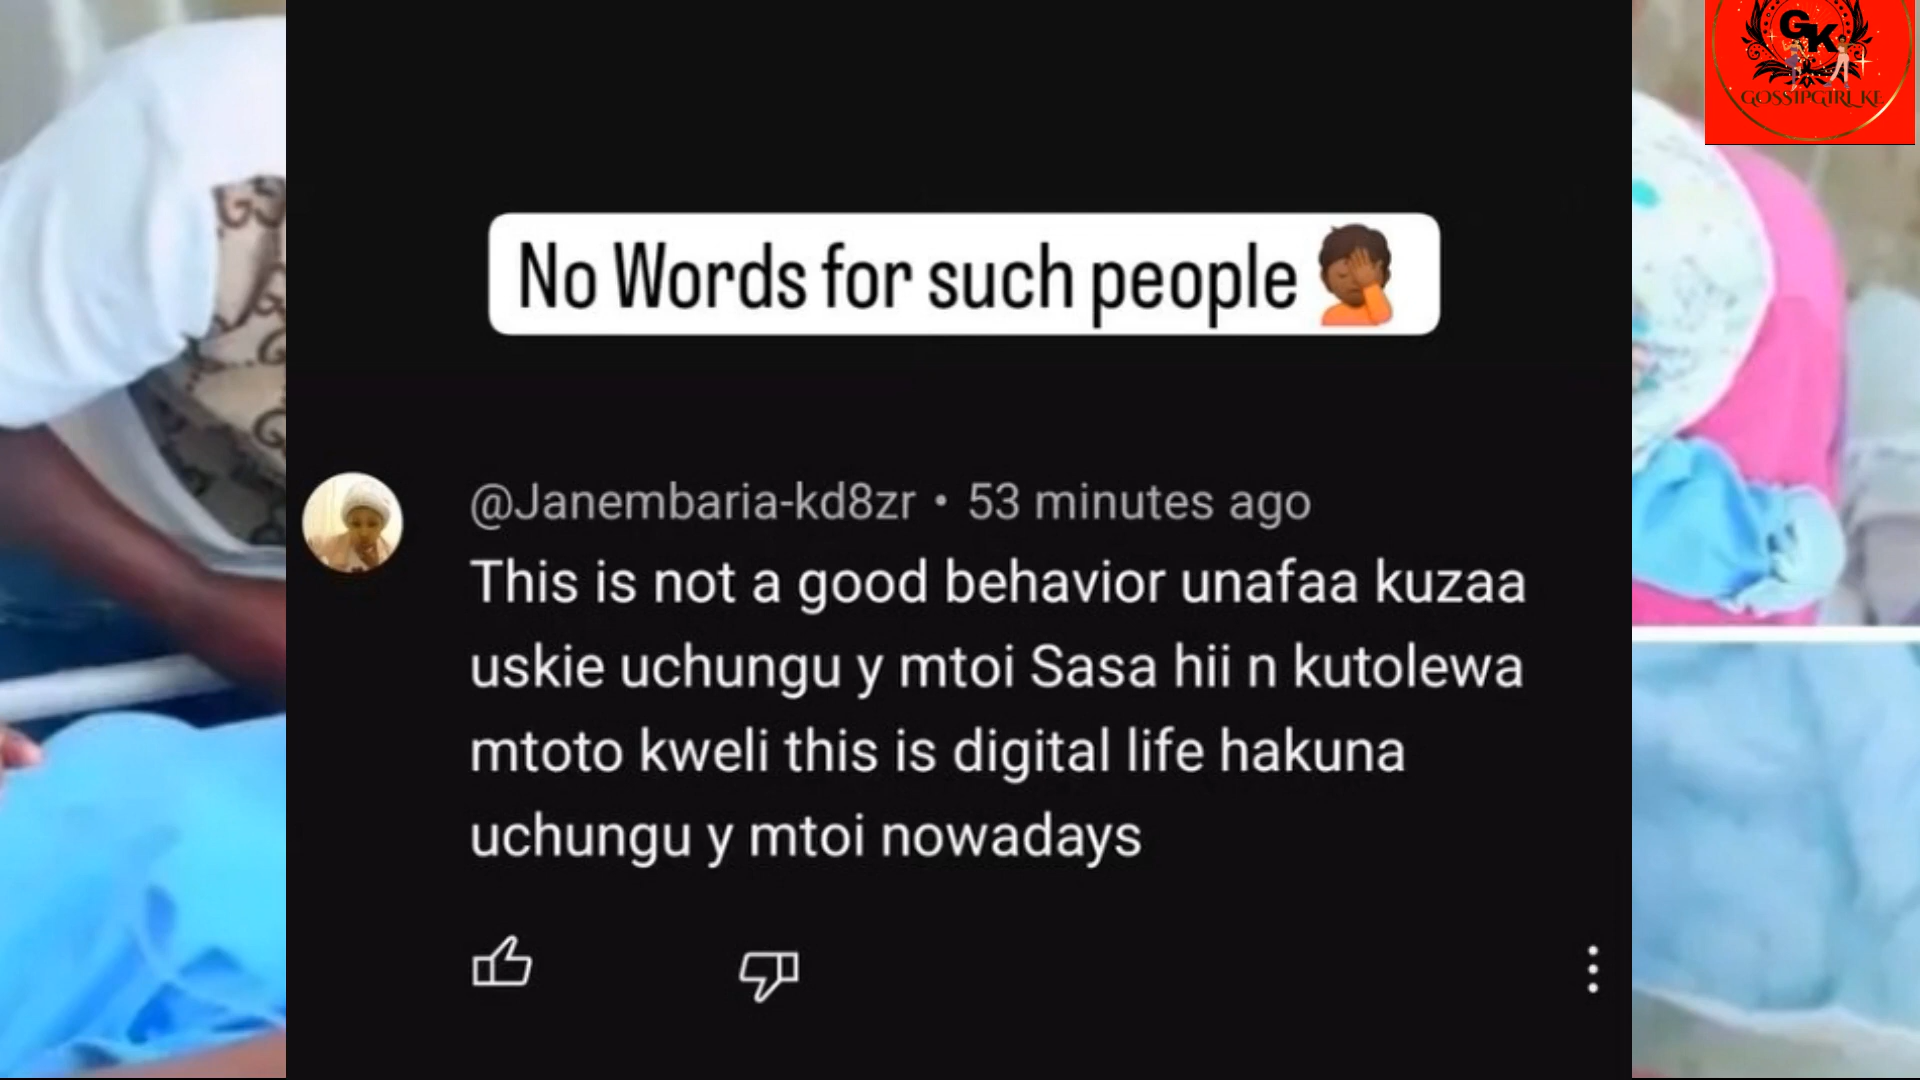 GK
GOSSIPGIRL_KE
No Words for such people 🤦🏾
@Janembaria-kd8zr • 53 minutes ago
This is not a good behavior unafaa kuzaa
uskie uchungu y mtoi Sasa hii n kutolewa
mtoto kweli this is digital life hakuna
uchungu y mtoi nowadays